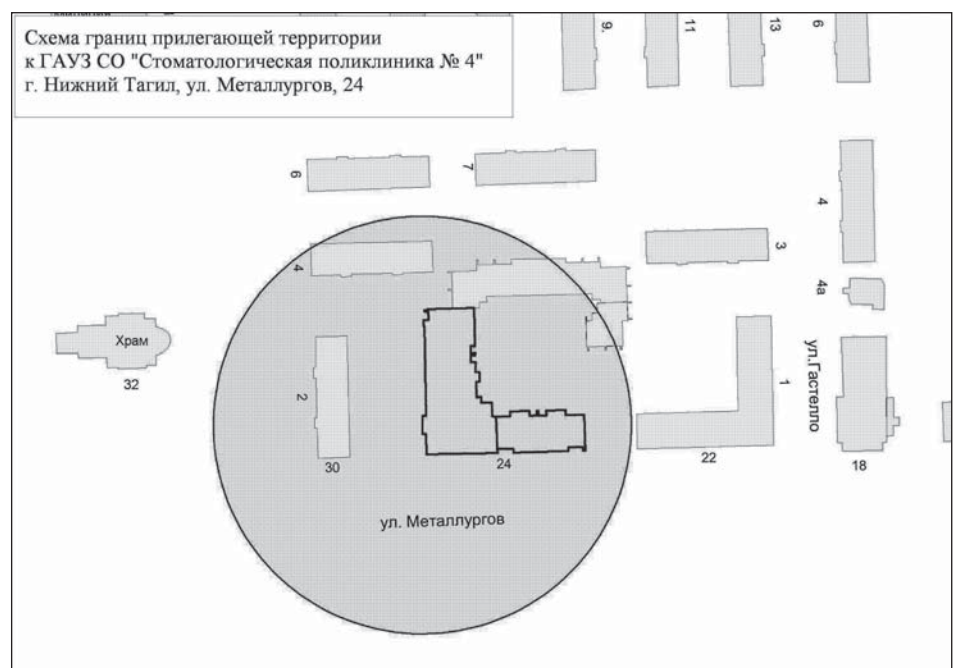 Схема границ прилегающей территории
к ГАУЗ СО "Стоматологическая поликлиника № 4"
г. Нижний Тагил, ул. Металлургов, 24
9.
11
13
6
6
7
4
3
4
4а
Храм
32
2
30
24
1
22
ул.Гастелло
18
ул. Металлургов